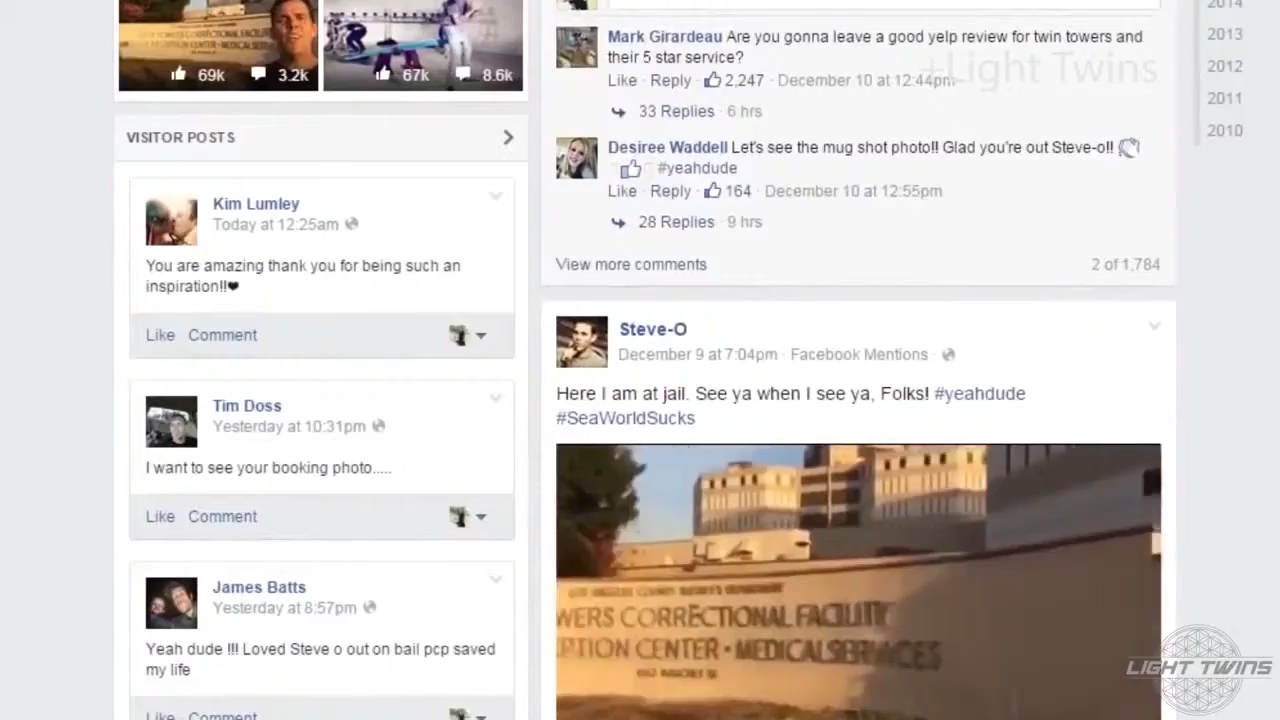 69k 3.2k
67k 8.6k
VISITOR POSTS
Kim Lumley
Today at 12:25am
You are amazing thank you for being such an
inspiration!!❤
Like Comment
Tim Doss
Yesterday at 10:31pm
I want to see your booking photo.....
Like Comment
James Batts
Yesterday at 8:57pm
Yeah dude !!! Loved Steve o out on bail pcp saved
my life
Like Comment
Mark Girardeau Are you gonna leave a good yelp review for twin towers and
their 5 star service?
Like · Reply · 2,247 · December 10 at 12:44pm
33 Replies · 6 hrs
Desiree Waddell Let's see the mug shot photo!! Glad you're out Steve-o!!
#yeahdude
Like · Reply · 164 · December 10 at 12:55pm
28 Replies · 9 hrs
View more comments 2 of 1,784
Steve-O
December 9 at 7:04pm · Facebook Mentions ·
Here I am at jail. See ya when I see ya, Folks! #yeahdude
#SeaWorldSucks
WERS CORRECTIONAL FACILITY
PTION CENTER • MEDICAL SERVICES
2014
2013
2012
2011
2010
+Light Twins
LIGHT TWINS